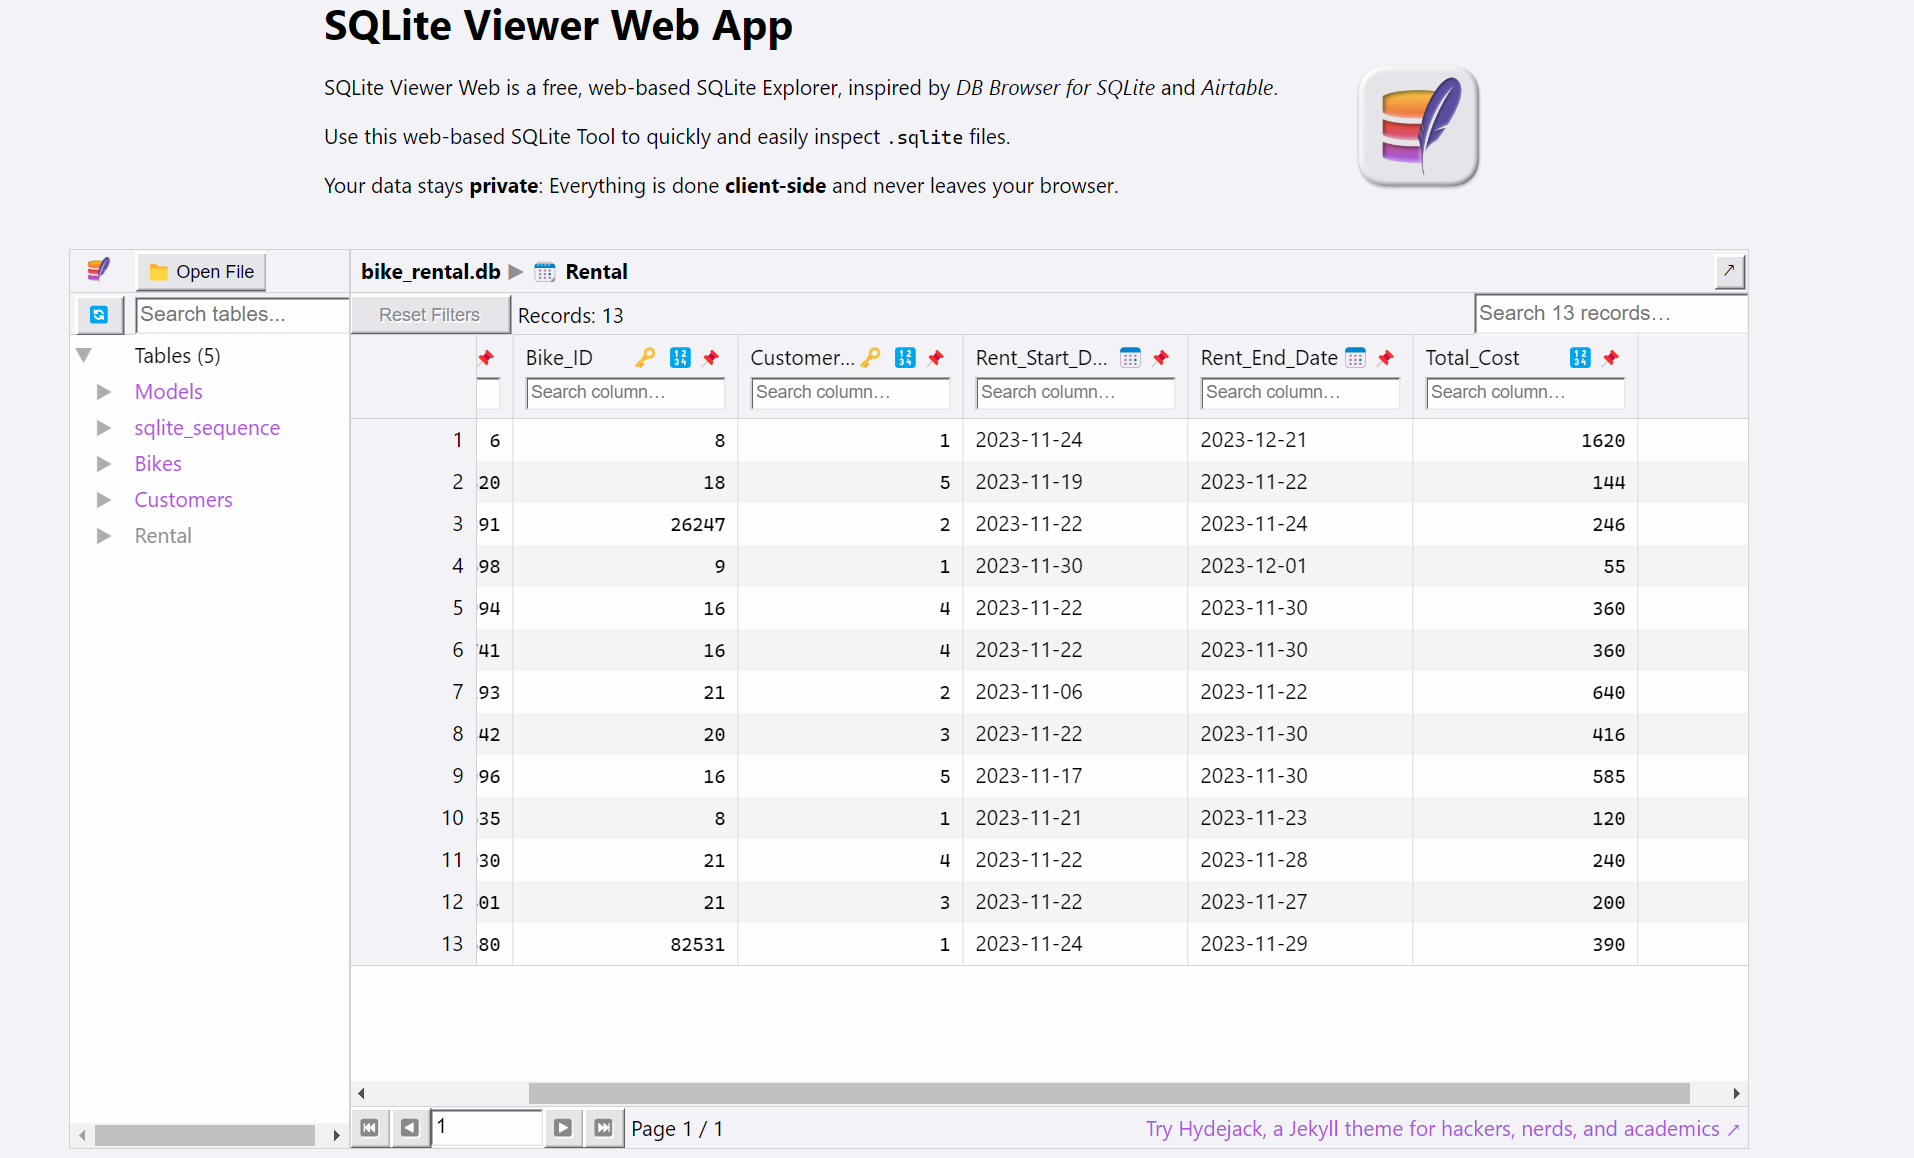 SQLite Viewer Web App
SQLite Viewer Web is a free, web-based SQLite Explorer, inspired by DB Browser for SQLite and Airtable.
Use this web-based SQLite Tool to quickly and easily inspect .sqlite files.
Your data stays private: Everything is done client-side and never leaves your browser.
Open File
bike_rental.db ▶ Rental
Search tables...
Reset Filters Records: 13
Search 13 records...
Tables (5)
Models
sqlite_sequence
Bikes
Customers
Rental
Bike_ID Customer... Rent_Start_D... Rent_End_Date Total_Cost
Search column... Search column... Search column... Search column... Search column...
1 6 8 1 2023-11-24 2023-12-21 1620
2 20 18 5 2023-11-19 2023-11-22 144
3 91 26247 2 2023-11-22 2023-11-24 246
4 98 9 1 2023-11-30 2023-12-01 55
5 94 16 4 2023-11-22 2023-11-30 360
6 41 16 4 2023-11-22 2023-11-30 360
7 93 21 2 2023-11-06 2023-11-22 640
8 42 20 3 2023-11-22 2023-11-30 416
9 96 16 5 2023-11-17 2023-11-30 585
10 35 8 1 2023-11-21 2023-11-23 120
11 30 21 4 2023-11-22 2023-11-28 240
12 01 21 3 2023-11-22 2023-11-27 200
13 80 82531 1 2023-11-24 2023-11-29 390
1 Page 1 / 1
Try Hydejack, a Jekyll theme for hackers, nerds, and academics ↗